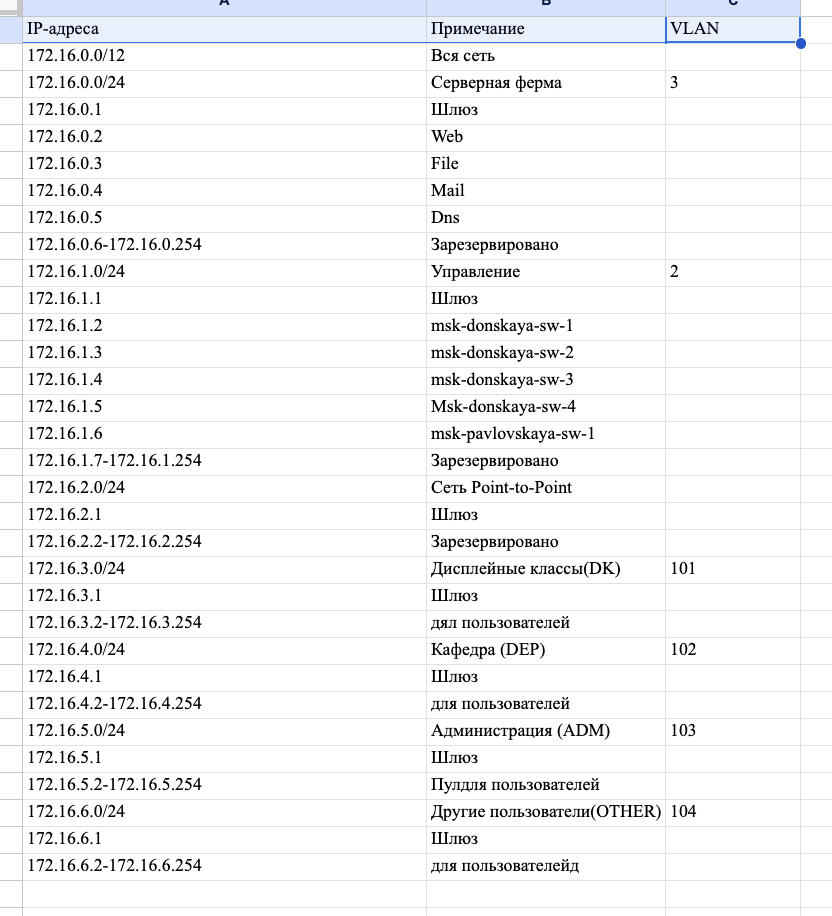 A B C
IP-адреса Примечание VLAN
172.16.0.0/12 Вся сеть
172.16.0.0/24 Серверная ферма 3
172.16.0.1 Шлюз
172.16.0.2 Web
172.16.0.3 File
172.16.0.4 Mail
172.16.0.5 Dns
172.16.0.6-172.16.0.254 Зарезервировано
172.16.1.0/24 Управление 2
172.16.1.1 Шлюз
172.16.1.2 msk-donskaya-sw-1
172.16.1.3 msk-donskaya-sw-2
172.16.1.4 msk-donskaya-sw-3
172.16.1.5 Msk-donskaya-sw-4
172.16.1.6 msk-pavlovskaya-sw-1
172.16.1.7-172.16.1.254 Зарезервировано
172.16.2.0/24 Сеть Point-to-Point
172.16.2.1 Шлюз
172.16.2.2-172.16.2.254 Зарезервировано
172.16.3.0/24 Дисплейные классы(DK) 101
172.16.3.1 Шлюз
172.16.3.2-172.16.3.254 дял пользователей
172.16.4.0/24 Кафедра (DEP) 102
172.16.4.1 Шлюз
172.16.4.2-172.16.4.254 для пользователей
172.16.5.0/24 Администрация (ADM) 103
172.16.5.1 Шлюз
172.16.5.2-172.16.5.254 Пулдля пользователей
172.16.6.0/24 Другие пользователи(OTHER) 104
172.16.6.1 Шлюз
172.16.6.2-172.16.6.254 для пользователейд